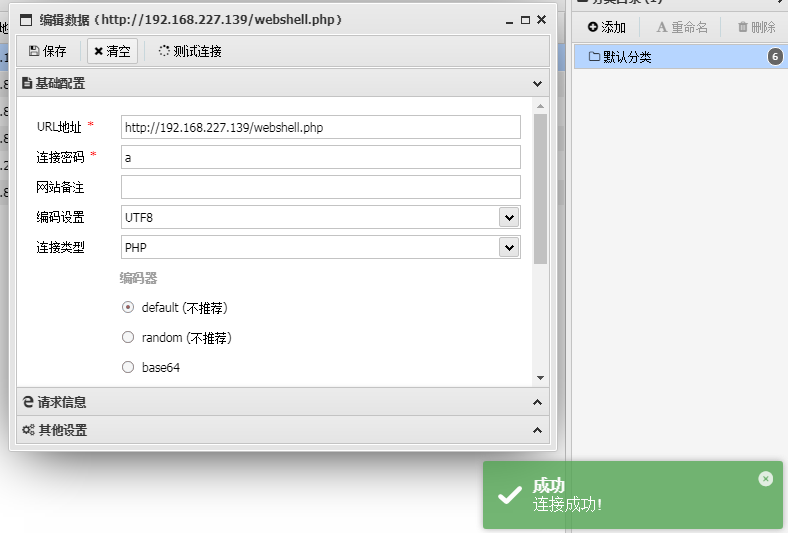 编辑数据 (http://192.168.227.139/webshell.php)
保存 清空 测试连接
添加 重命名 删除
默认分类 6
基础配置
URL地址 * http://192.168.227.139/webshell.php
连接密码 * a
网站备注
编码设置 UTF8
连接类型 PHP
编码器
default (不推荐)
random (不推荐)
base64
请求信息
其他设置
成功
连接成功!